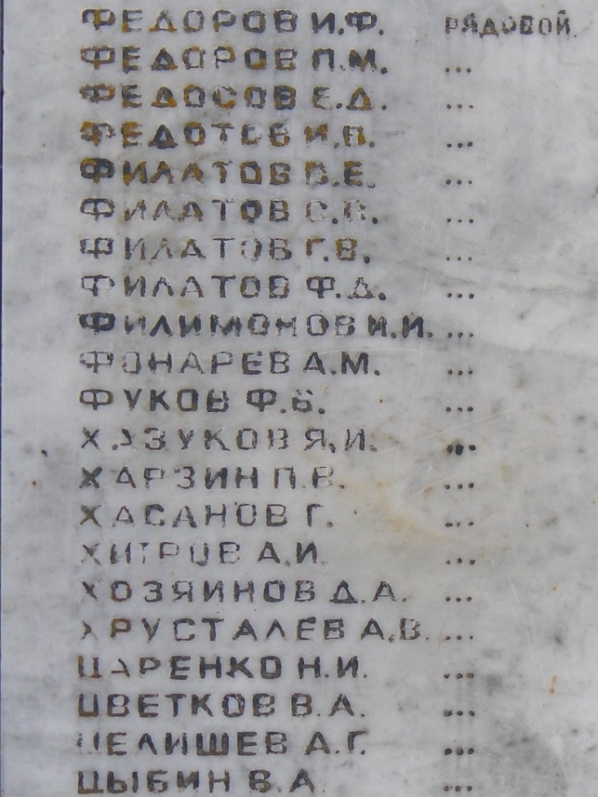 ФЕДОРОВ И.Ф. РЯДОВОЙ
ФЕДОРОВ П.М. ...
ФЕДОСОВ Е.Д. ...
ФЕДОТОВ И.П. ...
ФИЛАТОВ В.Е. ...
ФИЛАТОВ С.В. ...
ФИЛАТОВ Г.В. ...
ФИЛАТОВ Ф.Д. ...
ФИЛИМОНОВ И.И. ...
ФОНАРЕВ А.М. ...
ФУКОВ Ф.Б. ...
ХАЗУКОВ Я.И. ...
ХАРЗИН П.В. ...
ХАСАНОВ Г. ...
ХИТРОВ А.И. ...
ХОЗЯИНОВ Д.А. ...
ХРУСТАЛЕВ А.В. ...
ЦАРЕНКО Н.И. ...
ЦВЕТКОВ В.А. ...
ЦЕЛИШЕВ А.Г. ...
ЦЫБИН В.А. ...